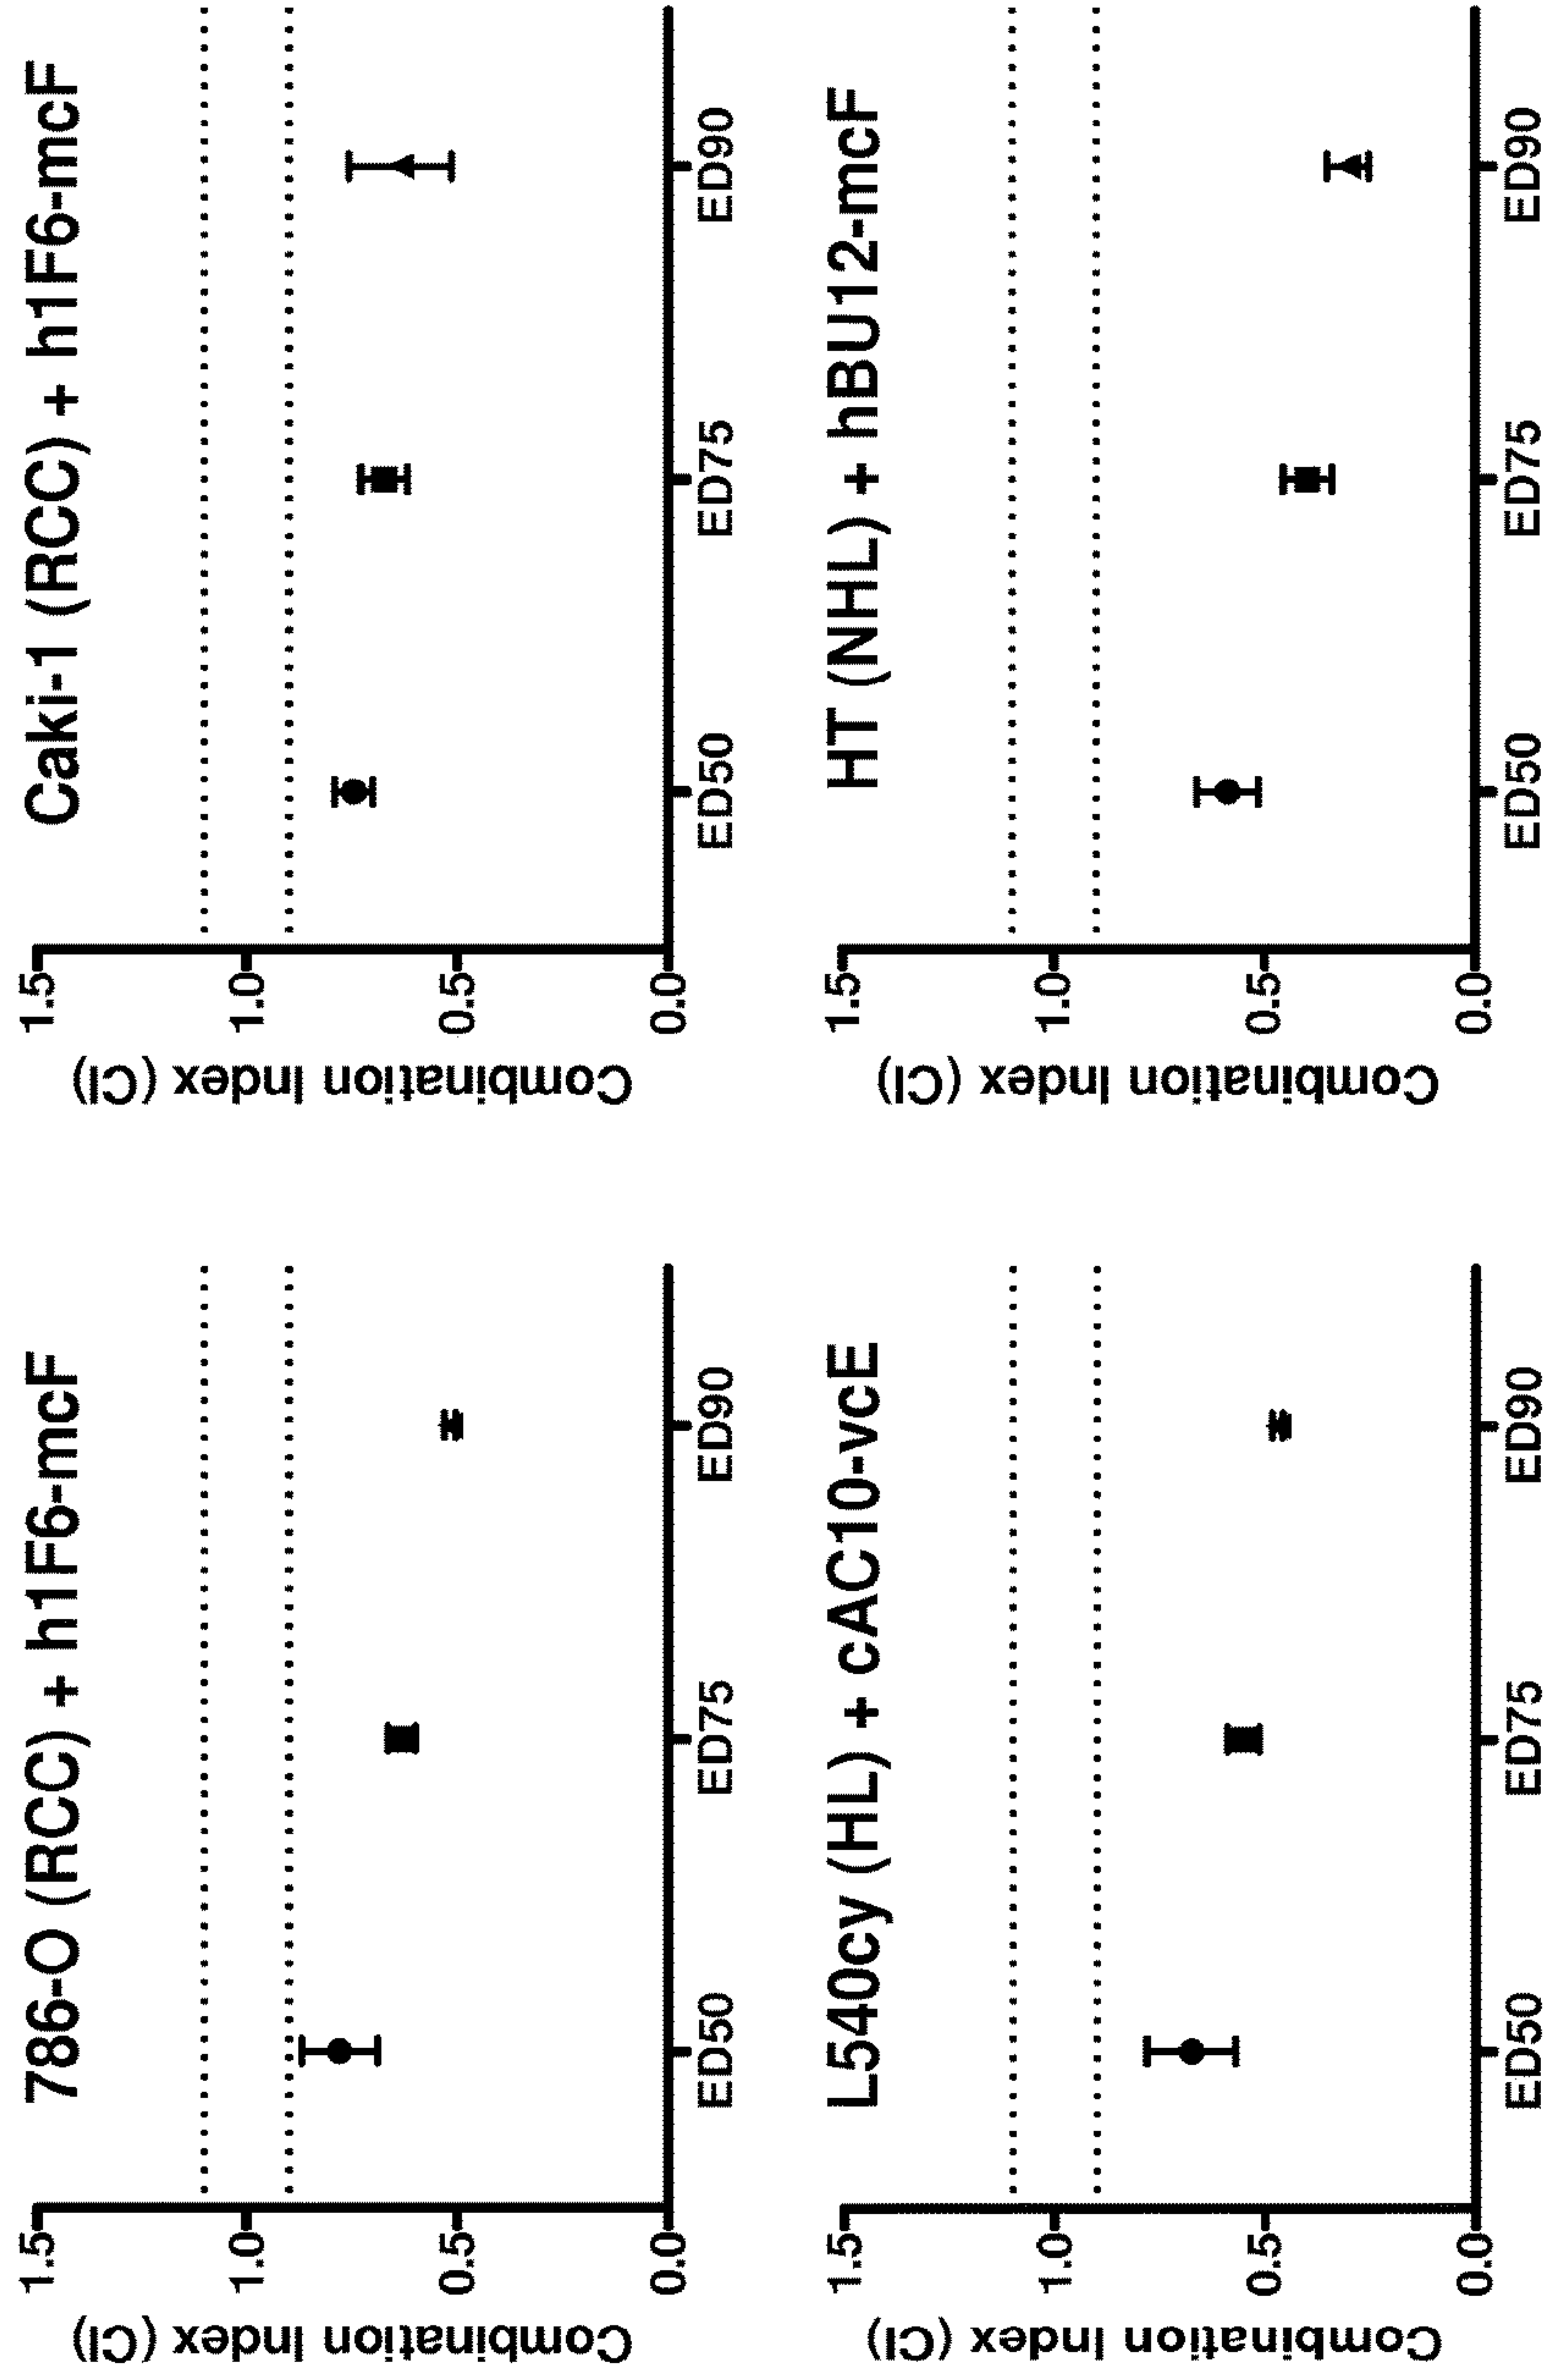 786-O (RCC) + h1F6-mcF
Combination Index (CI)
1.5
1.0
0.5
0.0
ED50
ED75
ED90
Caki-1 (RCC) + h1F6-mcF
Combination Index (CI)
1.5
1.0
0.5
0.0
ED50
ED75
ED90
L540cy (HL) + cAC10-vcE
Combination Index (CI)
1.5
1.0
0.5
0.0
ED50
ED75
ED90
HT (NHL) + hBU12-mcF
Combination Index (CI)
1.5
1.0
0.5
0.0
ED50
ED75
ED90